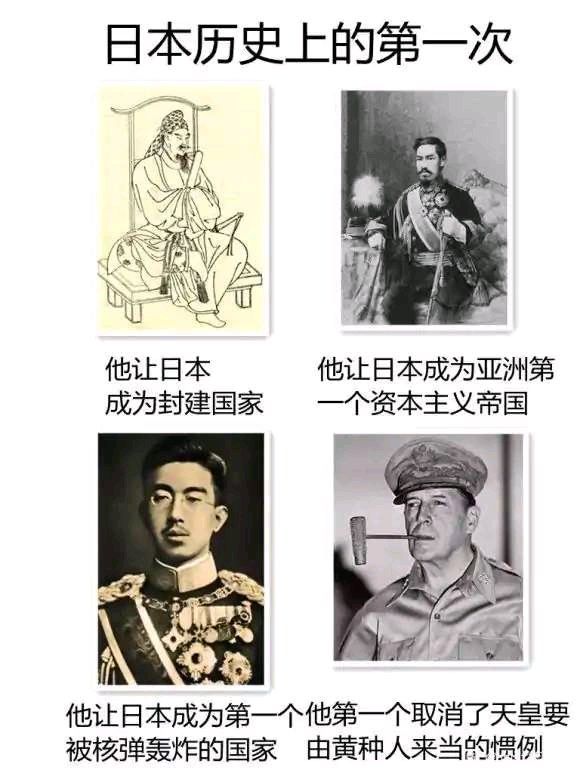 日本历史上的第一次
他让日本
成为封建国家
他让日本成为亚洲第
一个资本主义帝国
他让日本成为第一个
被核弹轰炸的国家
他第一个取消了天皇要
由黄种人来当的惯例